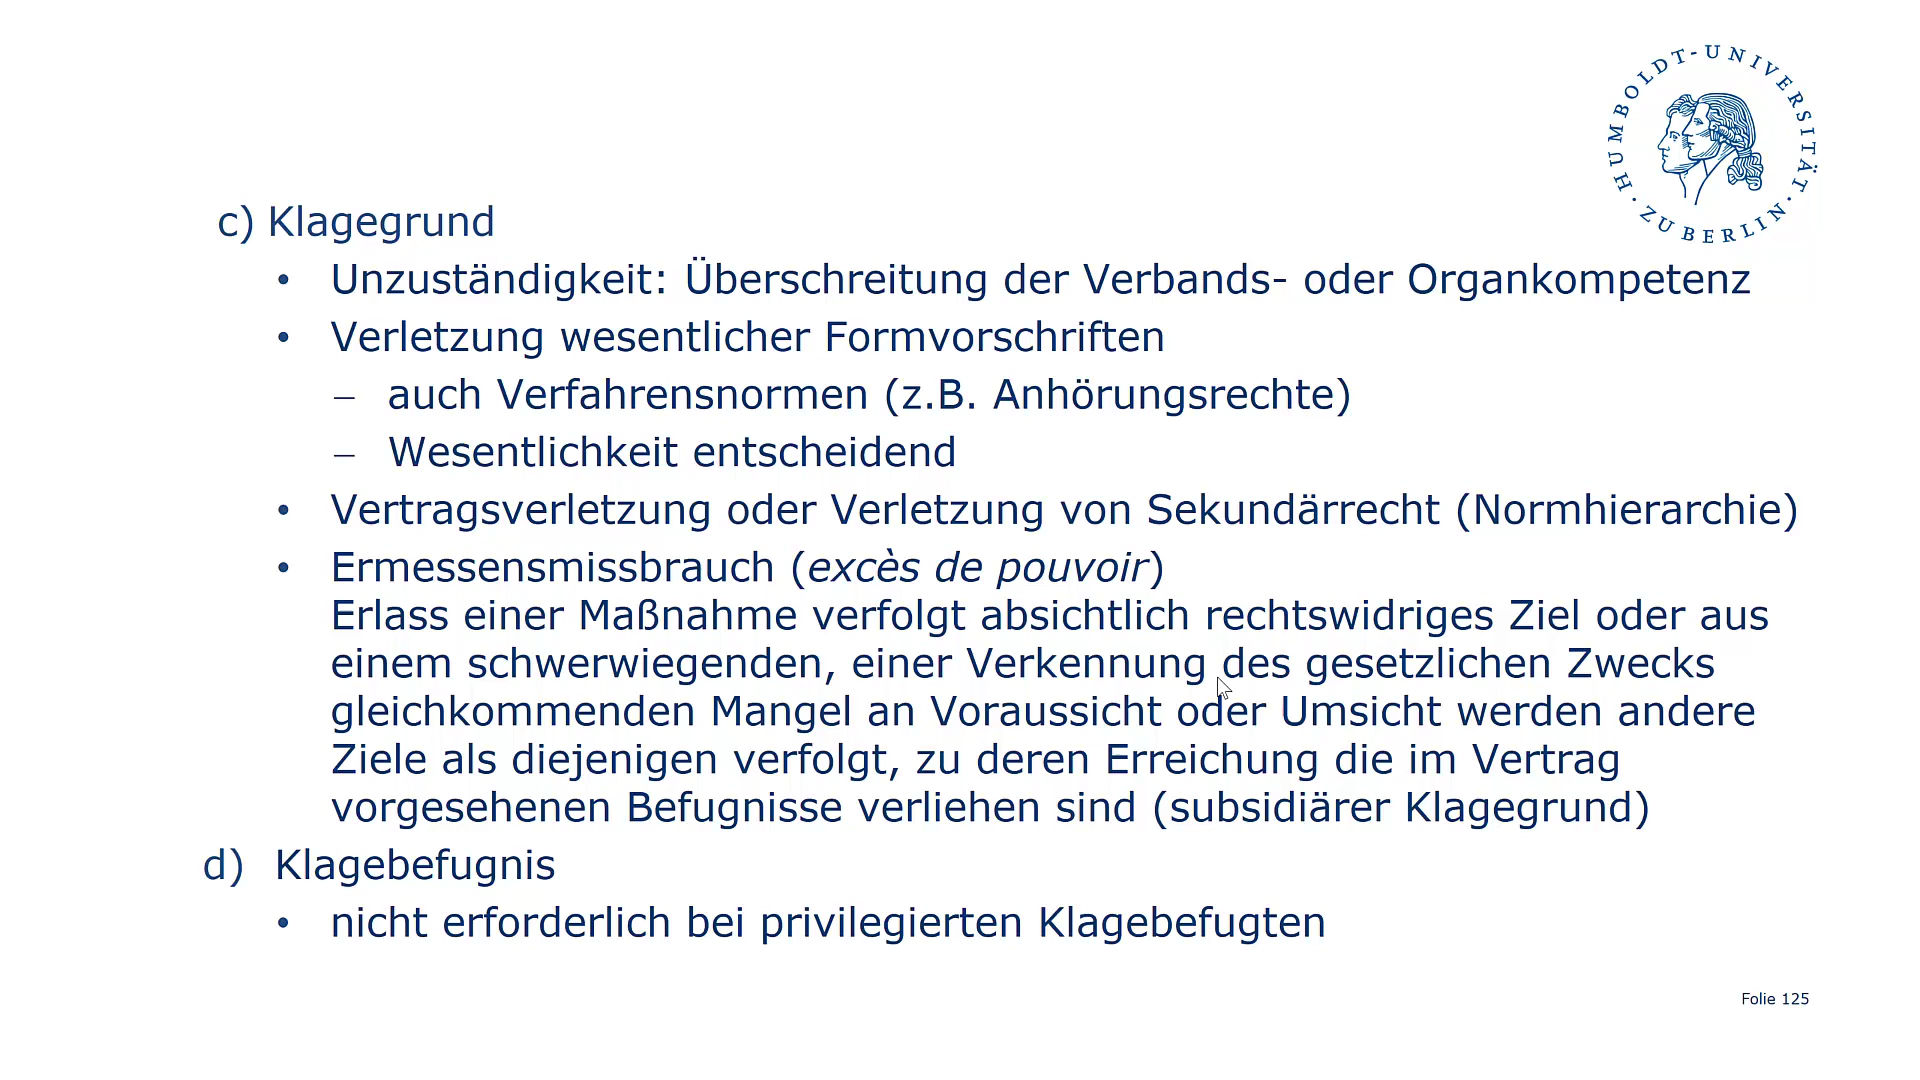 HUMBOLDT-UNIVERSITÄT · ZU BERLIN ·
c) Klagegrund
• Unzuständigkeit: Überschreitung der Verbands- oder Organkompetenz
• Verletzung wesentlicher Formvorschriften
– auch Verfahrensnormen (z.B. Anhörungsrechte)
– Wesentlichkeit entscheidend
• Vertragsverletzung oder Verletzung von Sekundärrecht (Normhierarchie)
• Ermessensmissbrauch (excès de pouvoir)
Erlass einer Maßnahme verfolgt absichtlich rechtswidriges Ziel oder aus
einem schwerwiegenden, einer Verkennung des gesetzlichen Zwecks
gleichkommenden Mangel an Voraussicht oder Umsicht werden andere
Ziele als diejenigen verfolgt, zu deren Erreichung die im Vertrag
vorgesehenen Befugnisse verliehen sind (subsidiärer Klagegrund)
d) Klagebefugnis
• nicht erforderlich bei privilegierten Klagebefugten
Folie 125